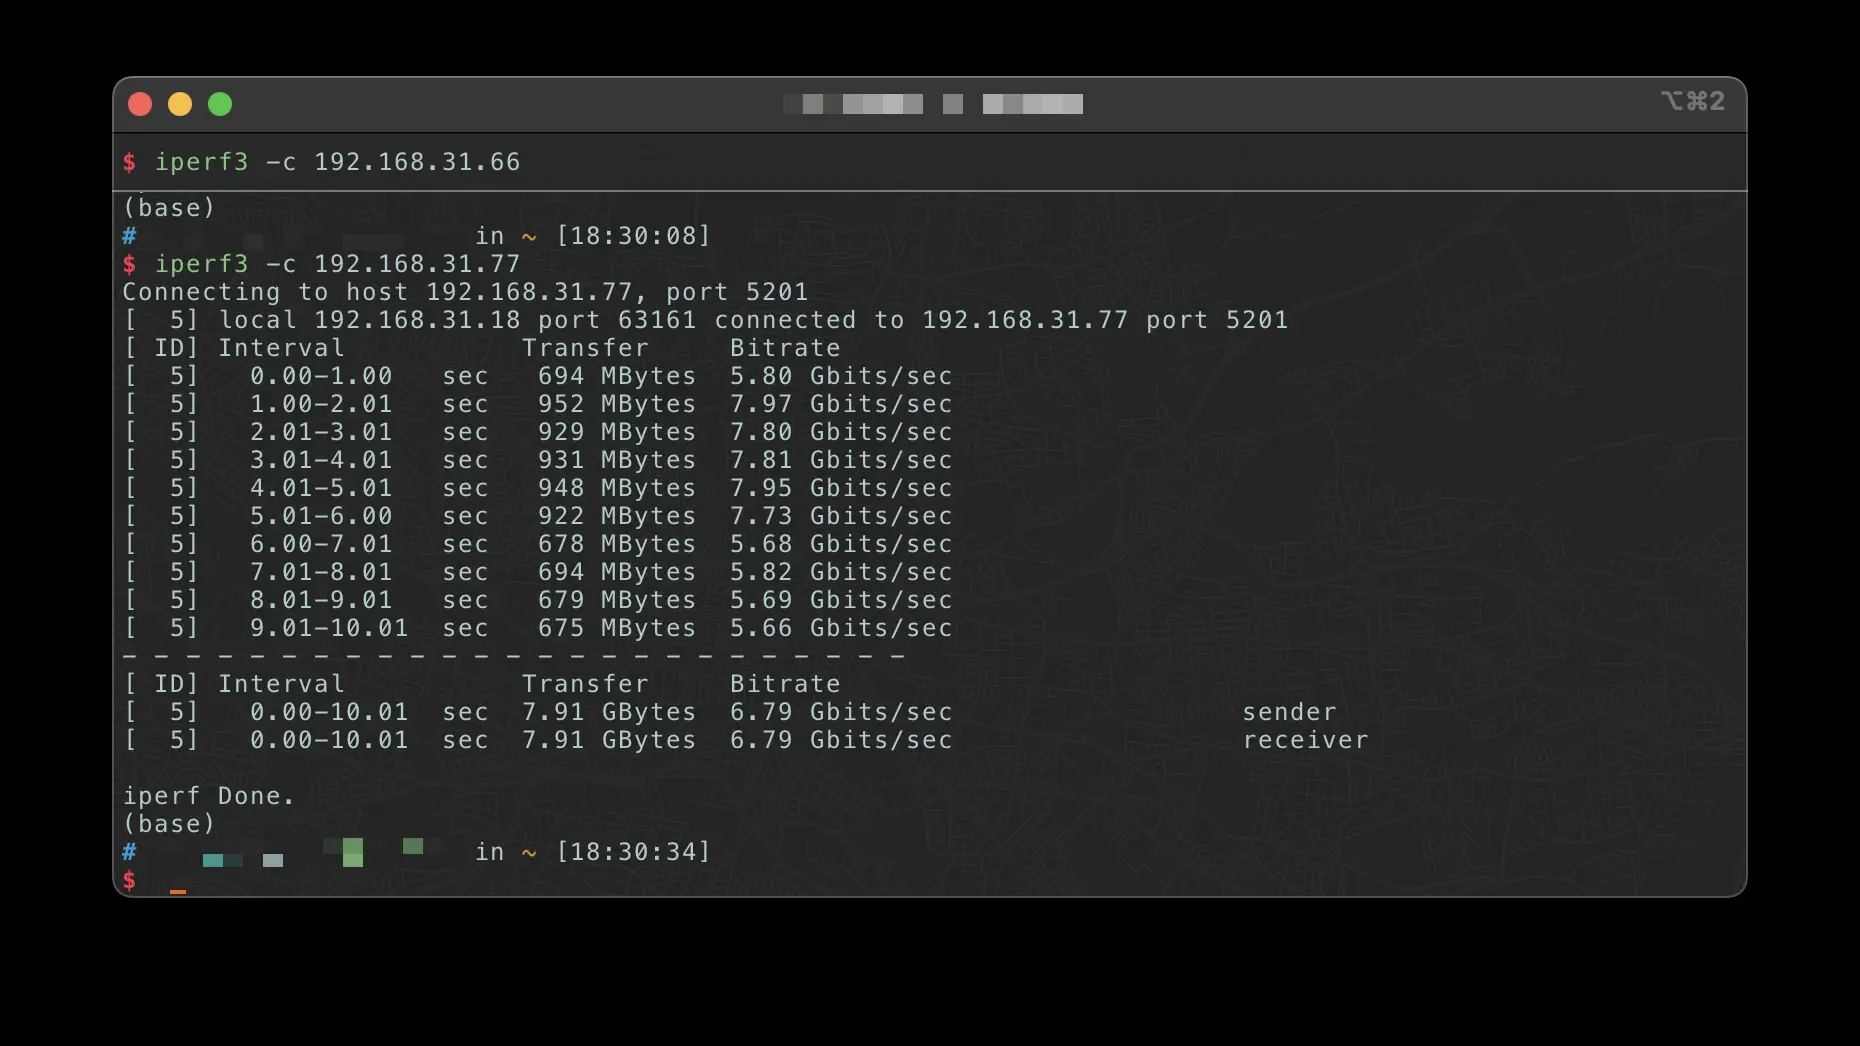 ⌥⌘2
$ iperf3 -c 192.168.31.66
(base)
# in ~ [18:30:08]
$ iperf3 -c 192.168.31.77
Connecting to host 192.168.31.77, port 5201
[  5] local 192.168.31.18 port 63161 connected to 192.168.31.77 port 5201
[ ID] Interval           Transfer     Bitrate
[  5]   0.00-1.00   sec   694 MBytes  5.80 Gbits/sec
[  5]   1.00-2.01   sec   952 MBytes  7.97 Gbits/sec
[  5]   2.01-3.01   sec   929 MBytes  7.80 Gbits/sec
[  5]   3.01-4.01   sec   931 MBytes  7.81 Gbits/sec
[  5]   4.01-5.01   sec   948 MBytes  7.95 Gbits/sec
[  5]   5.01-6.00   sec   922 MBytes  7.73 Gbits/sec
[  5]   6.00-7.01   sec   678 MBytes  5.68 Gbits/sec
[  5]   7.01-8.01   sec   694 MBytes  5.82 Gbits/sec
[  5]   8.01-9.01   sec   679 MBytes  5.69 Gbits/sec
[  5]   9.01-10.01  sec   675 MBytes  5.66 Gbits/sec
- - - - - - - - - - - - - - - - - - - - - - - - -
[ ID] Interval           Transfer     Bitrate
[  5]   0.00-10.01  sec  7.91 GBytes  6.79 Gbits/sec                  sender
[  5]   0.00-10.01  sec  7.91 GBytes  6.79 Gbits/sec                  receiver
iperf Done.
(base)
# in ~ [18:30:34]
$ _